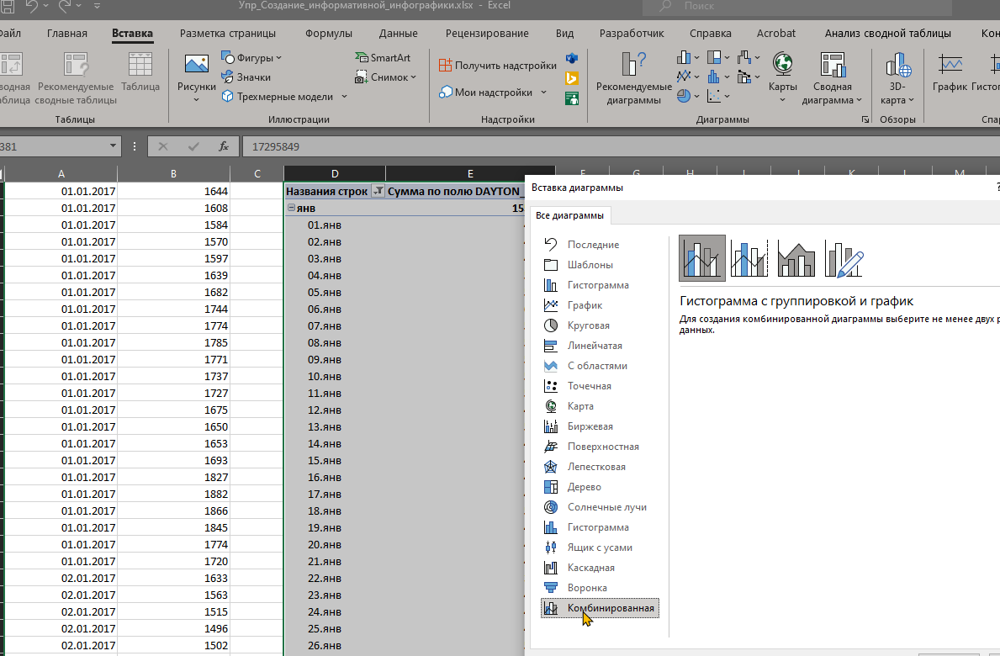 Упр_Создание_информативной_инфографики.xlsx - Excel
Поиск
Файл Главная Вставка Разметка страницы Формулы Данные Рецензирование Вид Разработчик Справка Acrobat Анализ сводной таблицы Кон
Фигуры
SmartArt
Получить надстройки
Значки
Снимок
водная Рекомендуемые Таблица
аблица сводные таблицы
Рисунки
Трехмерные модели
Мои надстройки
Рекомендуемые
диаграммы
Карты
Сводная
диаграмма
3D-
карта
График Гистог
Таблицы Иллюстрации Надстройки Диаграммы Обзоры Спар
381
fx
17295849
A B C D E F G H I J K L M
01.01.2017 1644 Названия строк Сумма по полю DAYTON_
01.01.2017 1608 янв 15
01.01.2017 1584 01.янв
01.01.2017 1570 02.янв
01.01.2017 1597 03.янв
01.01.2017 1639 04.янв
01.01.2017 1682 05.янв
01.01.2017 1744 06.янв
01.01.2017 1774 07.янв
01.01.2017 1785 08.янв
01.01.2017 1771 09.янв
01.01.2017 1737 10.янв
01.01.2017 1727 11.янв
01.01.2017 1675 12.янв
01.01.2017 1650 13.янв
01.01.2017 1653 14.янв
01.01.2017 1693 15.янв
01.01.2017 1827 16.янв
01.01.2017 1882 17.янв
01.01.2017 1866 18.янв
01.01.2017 1845 19.янв
01.01.2017 1774 20.янв
01.01.2017 1720 21.янв
02.01.2017 1633 22.янв
02.01.2017 1563 23.янв
02.01.2017 1515 24.янв
02.01.2017 1496 25.янв
02.01.2017 1502 26.янв
Вставка диаграммы ?
Все диаграммы
Последние
Шаблоны
Гистограмма
График
Круговая
Линейчатая
С областями
Точечная
Карта
Биржевая
Поверхностная
Лепестковая
Дерево
Солнечные лучи
Гистограмма
Ящик с усами
Каскадная
Воронка
Комбинированная
Гистограмма с группировкой и график
Для создания комбинированной диаграммы выберите не менее двух р
данных.